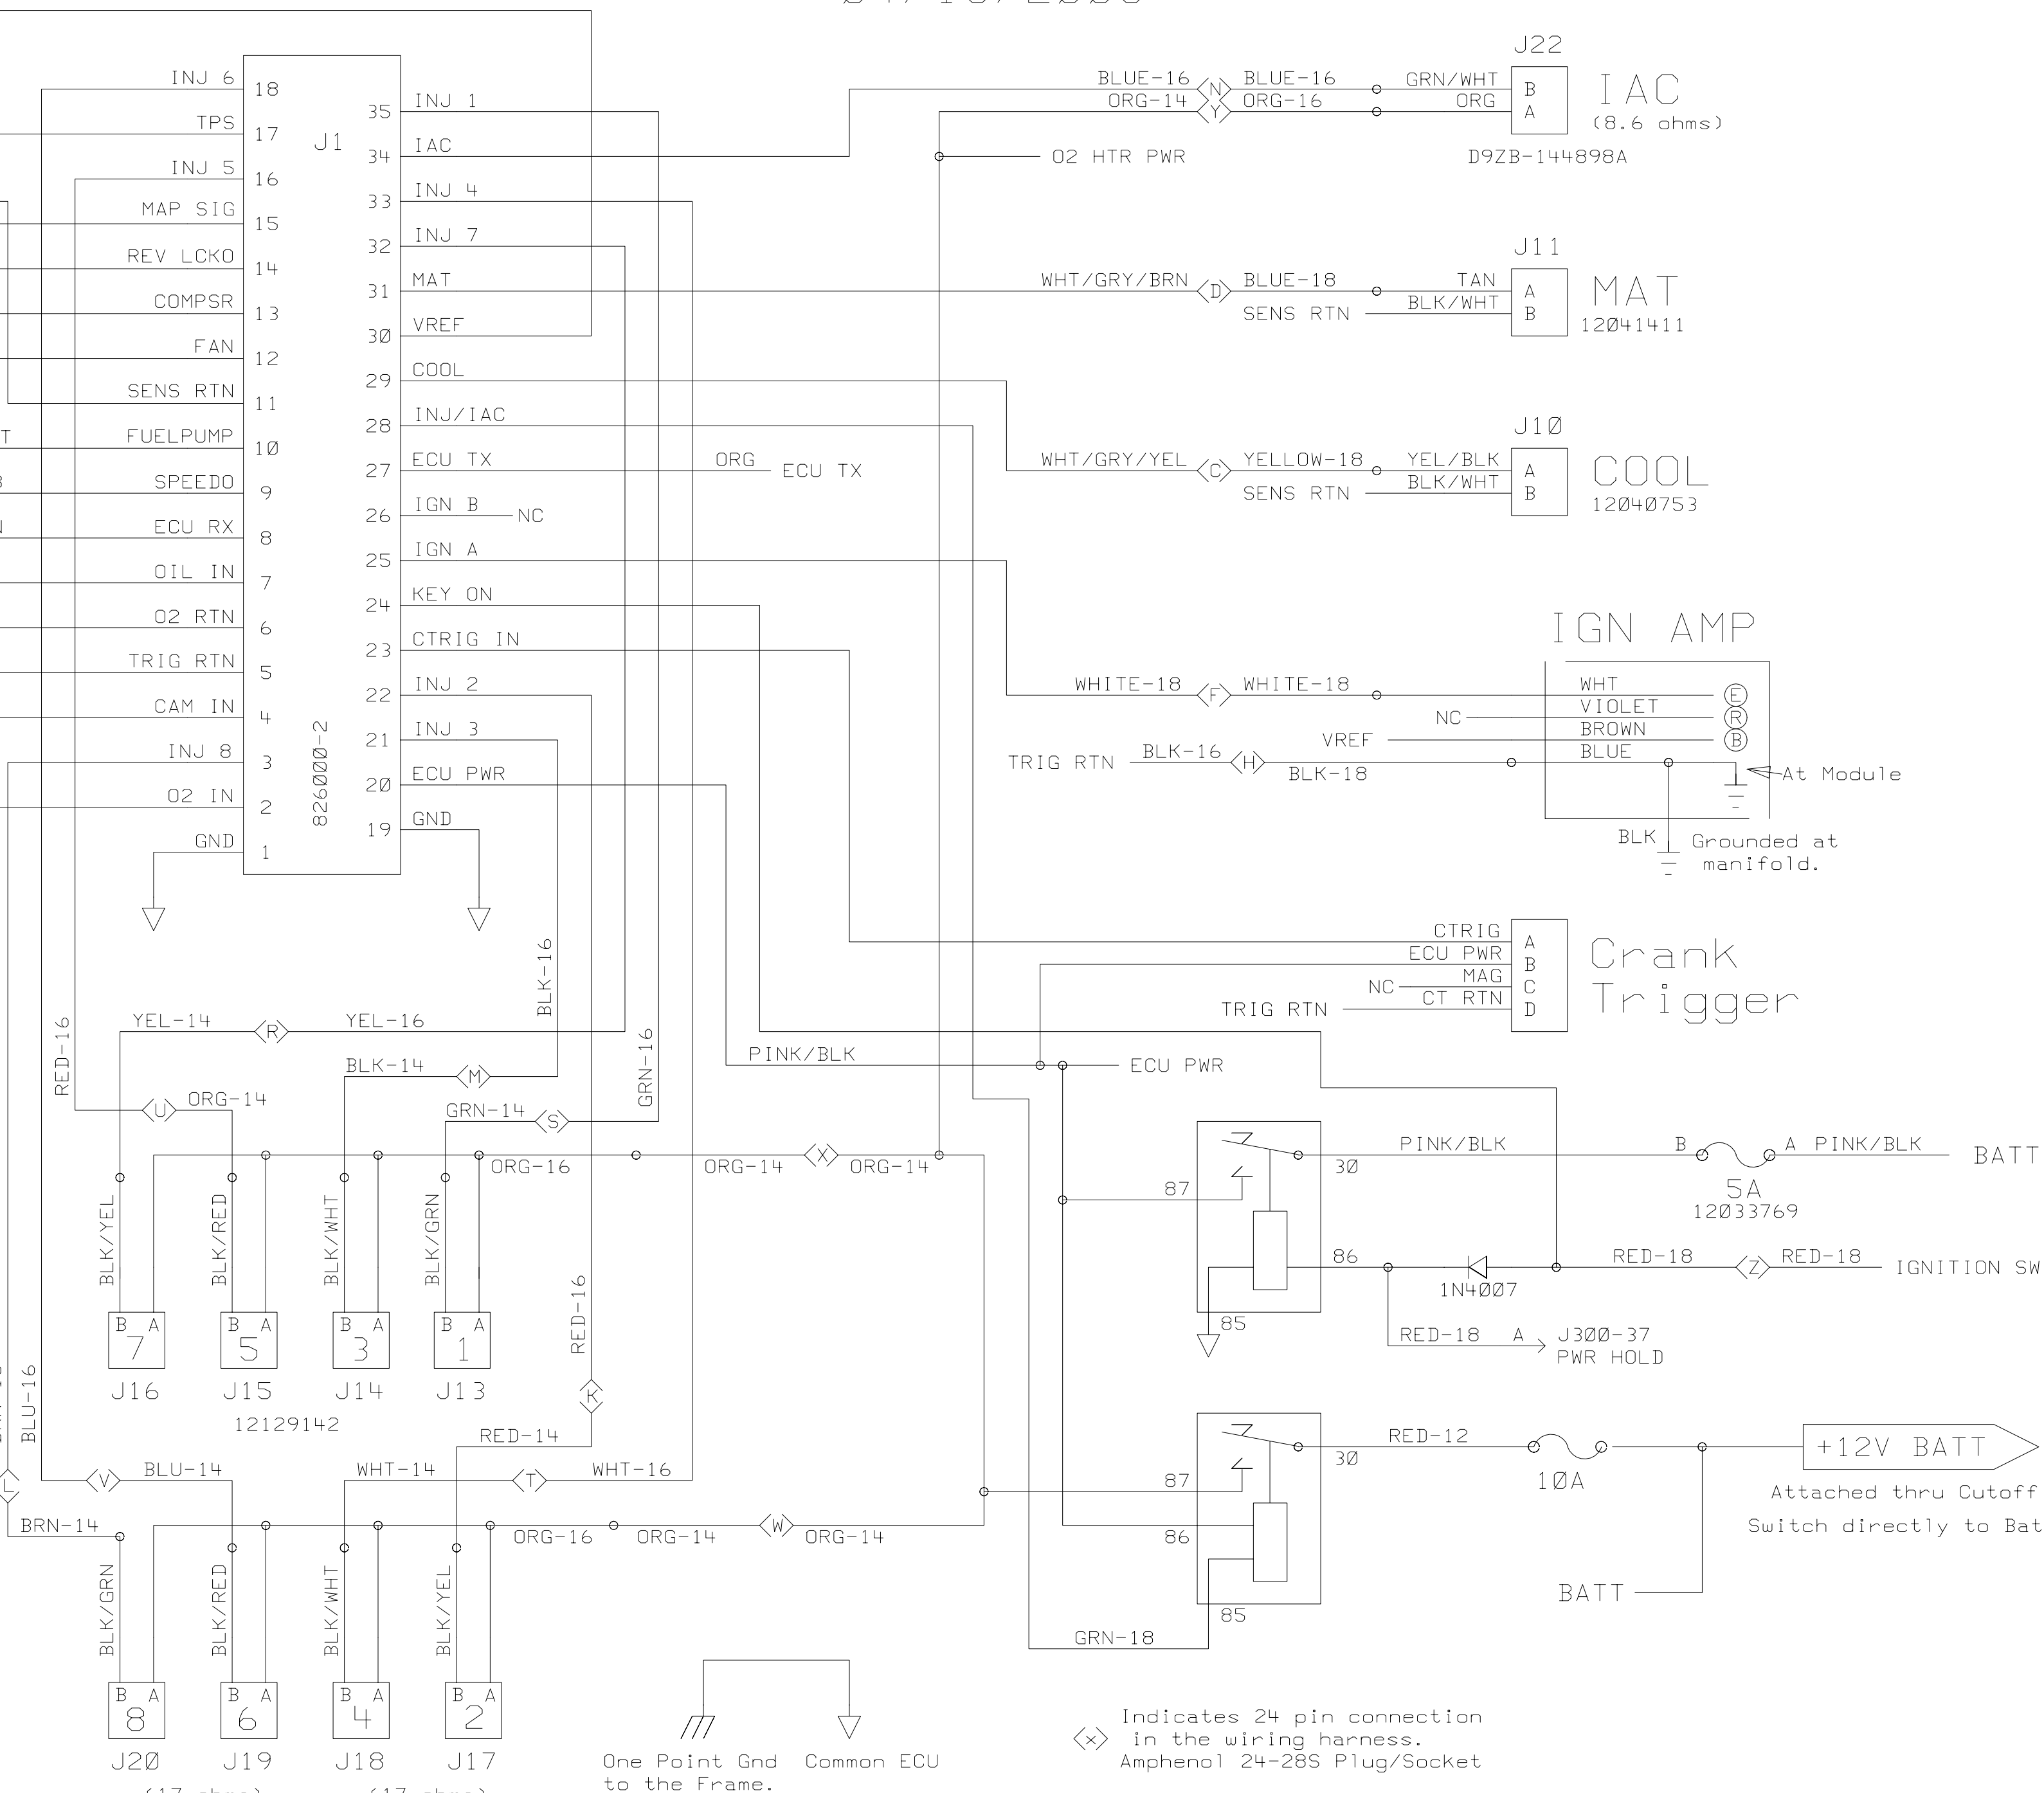 J22
IAC
(8.6 ohms)
BLUE-16
N
BLUE-16
GRN/WHT
B
ORG-14
Y
ORG-16
ORG
A
O2 HTR PWR
D9ZB-144898A
J1
826000-2
INJ 6
18
TPS
17
INJ 5
16
MAP SIG
15
REV LCKO
14
COMPSR
13
FAN
12
SENS RTN
11
FUELPUMP
10
SPEEDO
9
ECU RX
8
OIL IN
7
O2 RTN
6
TRIG RTN
5
CAM IN
4
INJ 8
3
O2 IN
2
GND
1
35
INJ 1
34
IAC
33
INJ 4
32
INJ 7
31
MAT
30
VREF
29
COOL
28
INJ/IAC
27
ECU TX
ORG
ECU TX
26
IGN B
NC
25
IGN A
24
KEY ON
23
CTRIG IN
22
INJ 2
21
INJ 3
20
ECU PWR
19
GND
J11
MAT
12041411
WHT/GRY/BRN
D
BLUE-18
TAN
A
SENS RTN
BLK/WHT
B
J10
COOL
12040753
WHT/GRY/YEL
C
YELLOW-18
YEL/BLK
A
SENS RTN
BLK/WHT
B
IGN AMP
WHITE-18
F
WHITE-18
WHT
E
NC
VIOLET
R
VREF
BROWN
B
TRIG RTN
BLK-16
H
BLK-18
BLUE
At Module
BLK
Grounded at
manifold.
Crank
Trigger
CTRIG
A
ECU PWR
B
NC
MAG
C
TRIG RTN
CT RTN
D
RED-16
YEL-14
R
YEL-16
BLK-16
GRN-16
BLK-14
M
U
ORG-14
GRN-14
S
PINK/BLK
ECU PWR
ORG-16
ORG-14
X
ORG-14
BLK/YEL
BLK/RED
BLK/WHT
BLK/GRN
B A
7
J16
B A
5
J15
B A
3
J14
B A
1
J13
12129142
RED-16
K
RED-14
87
30
PINK/BLK
B
A
PINK/BLK
BATT
5A
12033769
86
1N4007
RED-18
Z
RED-18
IGNITION SW
85
RED-18
A
J300-37
PWR HOLD
BLU-16
V
BLU-14
WHT-14
T
WHT-16
L
BRN-14
ORG-16
ORG-14
W
ORG-14
87
30
RED-12
10A
+12V BATT
Attached thru Cutoff
Switch directly to Bat
86
85
BATT
GRN-18
BLK/GRN
BLK/RED
BLK/WHT
BLK/YEL
B A
8
J20
B A
6
J19
B A
4
J18
B A
2
J17
One Point Gnd
to the Frame.
Common ECU
x
Indicates 24 pin connection
in the wiring harness.
Amphenol 24-28S Plug/Socket